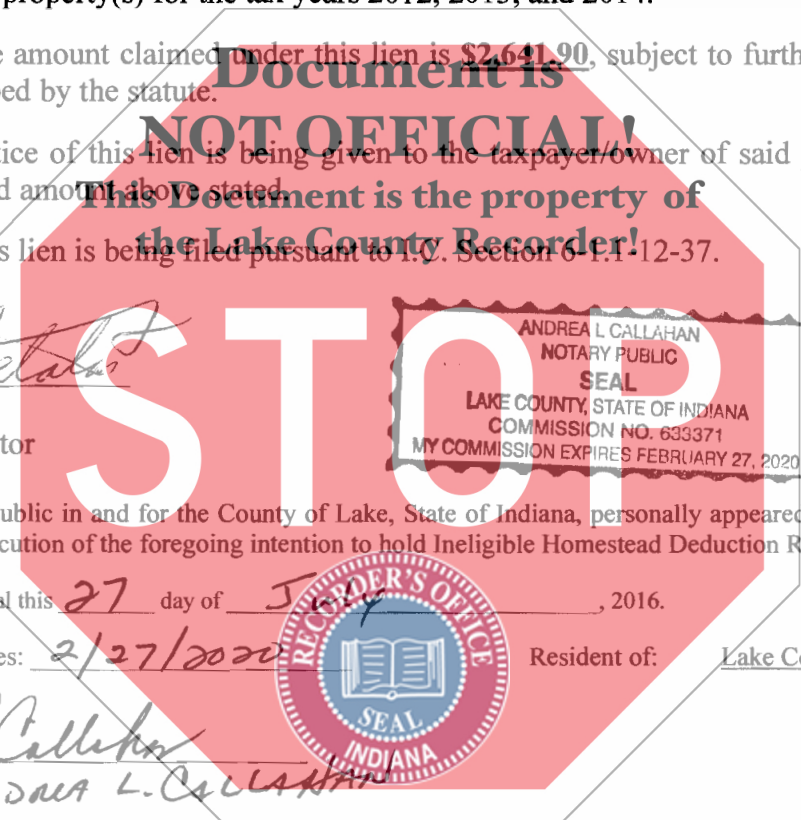 property(s) for the tax years 2012, 2013, and 2014.
e amount claimed under this lien is $2,641.90, subject to furth
ed by the statute.
Document is
NOT OFFICIAL!
tice of this lien is being given to the taxpayer/owner of said
d amount above stated.
This Document is the property of
the Lake County Recorder!
s lien is being filed pursuant to I.C. Section 6-1.1-12-37.
STOP
ANDREA L CALLAHAN
NOTARY PUBLIC
SEAL
LAKE COUNTY, STATE OF INDIANA
COMMISSION NO. 633371
MY COMMISSION EXPIRES FEBRUARY 27, 2020
tor
ublic in and for the County of Lake, State of Indiana, personally appeared
cution of the foregoing intention to hold Ineligible Homestead Deduction R
al this 27 day of July, 2016.
es: 2/27/2020 Resident of: Lake Co
RECORDER'S OFFICE
SEAL
INDIANA
Callahan
DREA L. CALLAHAN